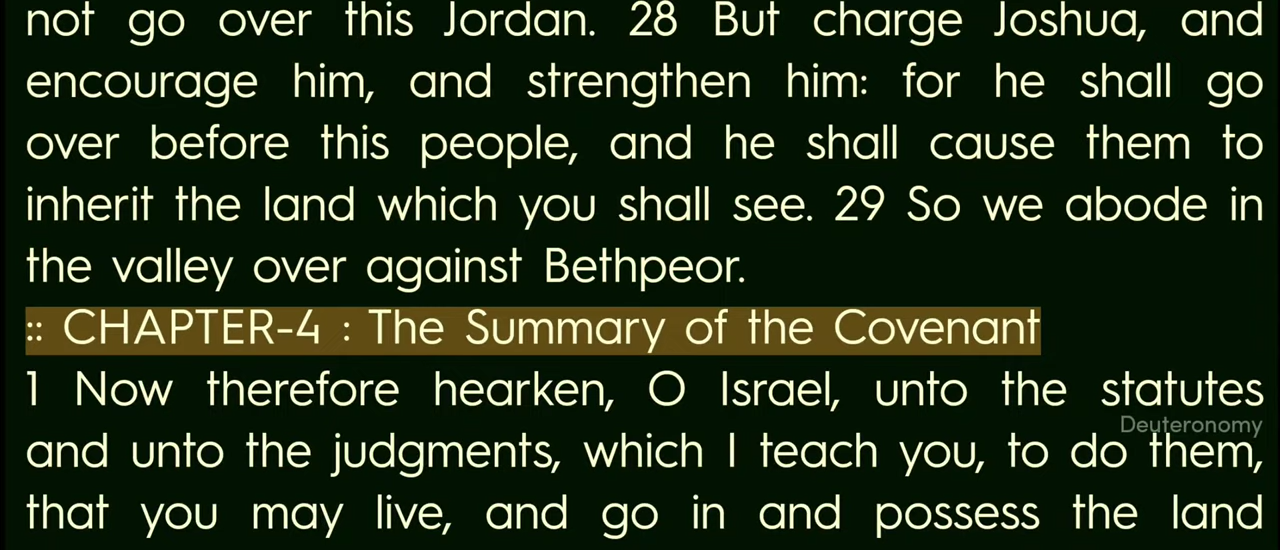 not go over this Jordan. 28 But charge Joshua, and
encourage him, and strengthen him: for he shall go
over before this people, and he shall cause them to
inherit the land which you shall see. 29 So we abode in
the valley over against Bethpeor.
:: CHAPTER-4 : The Summary of the Covenant
1 Now therefore hearken, O Israel, unto the statutes
Deuteronomy
and unto the judgments, which I teach you, to do them,
that you may live, and go in and possess the land